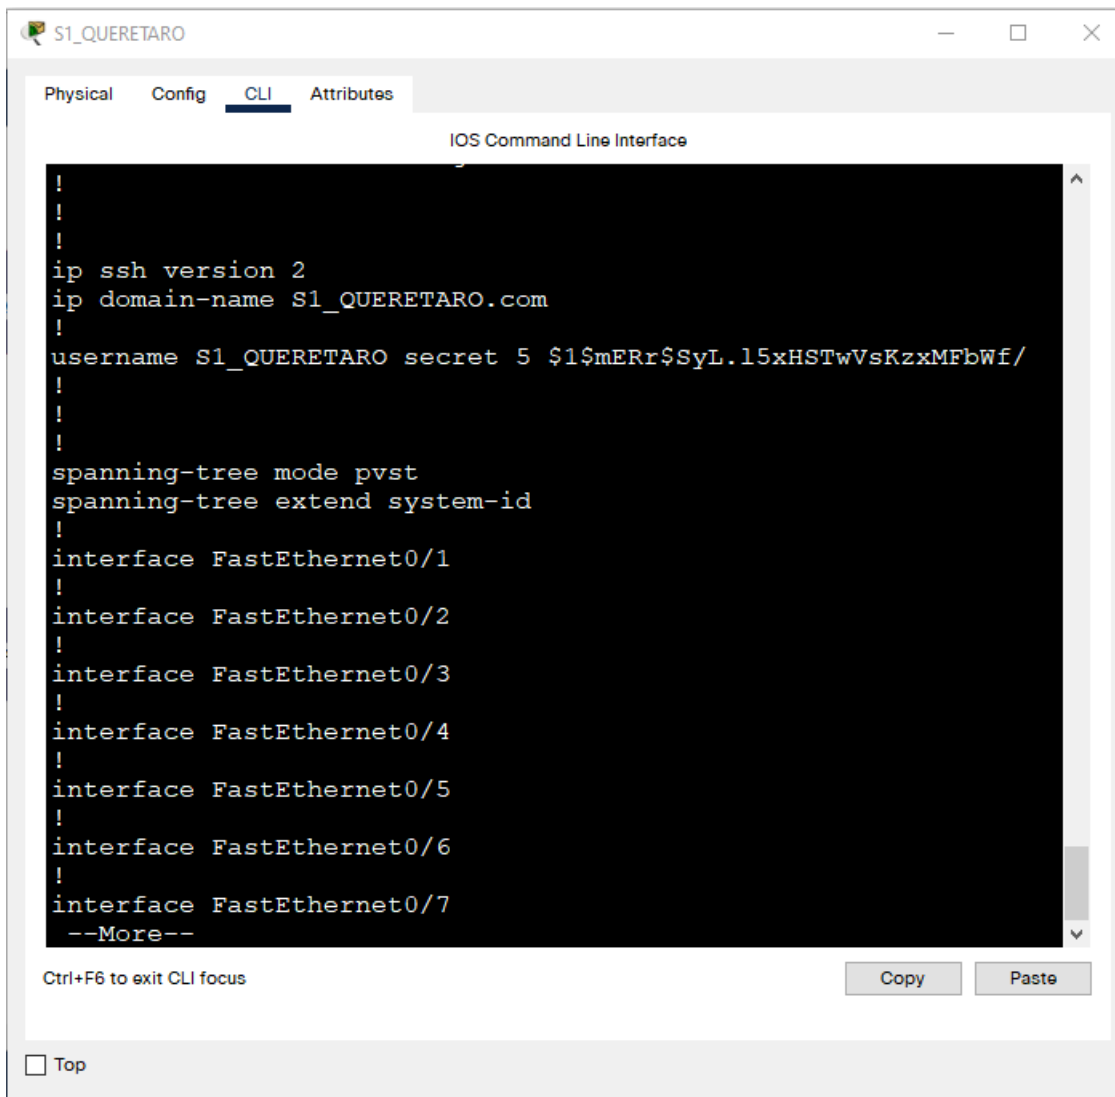 S1_QUERETARO
Physical Config CLI Attributes
IOS Command Line Interface
!
!
!
ip ssh version 2
ip domain-name S1_QUERETARO.com
!
username S1_QUERETARO secret 5 $1$mERr$SyL.l5xHSTwVsKzxMFbWf/
!
!
!
spanning-tree mode pvst
spanning-tree extend system-id
!
interface FastEthernet0/1
!
interface FastEthernet0/2
!
interface FastEthernet0/3
!
interface FastEthernet0/4
!
interface FastEthernet0/5
!
interface FastEthernet0/6
!
interface FastEthernet0/7
--More--
Ctrl+F6 to exit CLI focus
Copy Paste
Top